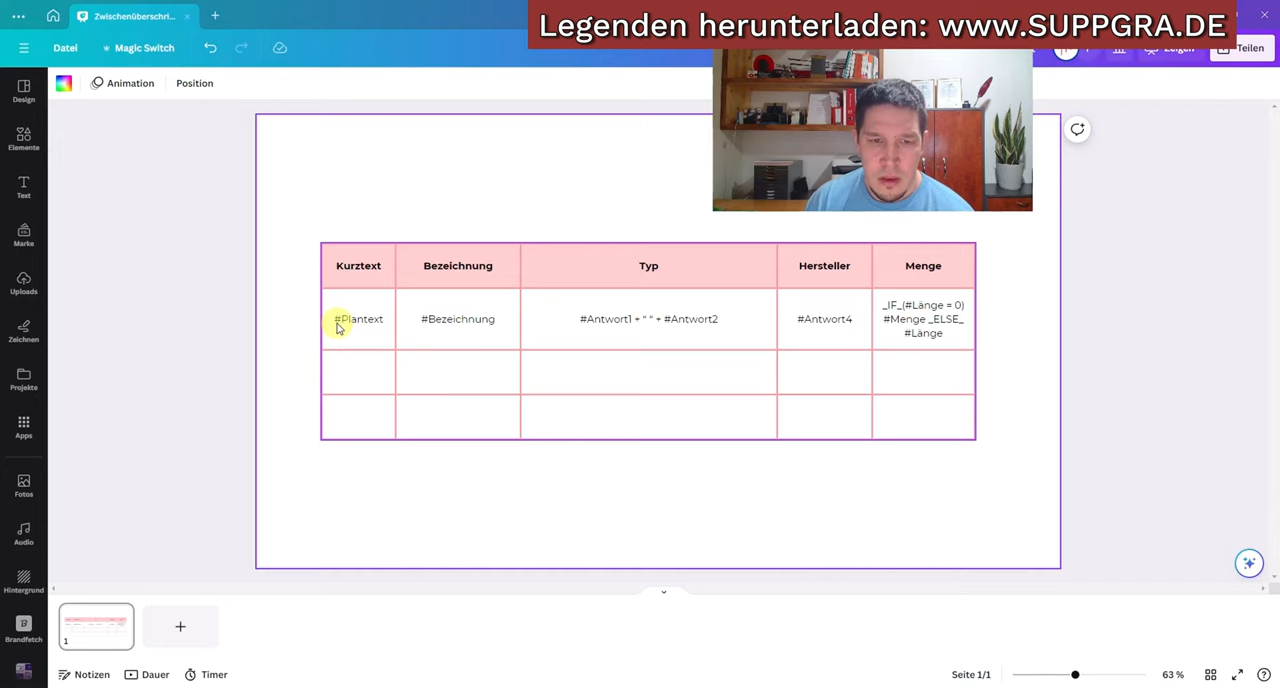 Zwischenüberschri...
Legenden herunterladen: www.SUPPGRA.DE
Datei
Magic Switch
Zeigen
Teilen
Animation
Position
Design
Elemente
Text
Marke
Uploads
Zeichnen
Projekte
Apps
Fotos
Audio
Hintergrund
Brandfetch
Kurztext Bezeichnung Typ Hersteller Menge
#Plantext #Bezeichnung #Antwort1 + " " + #Antwort2 #Antwort4 _IF_(#Länge = 0)
#Menge _ELSE_
#Länge
1
Notizen
Dauer
Timer
Seite 1/1
63 %